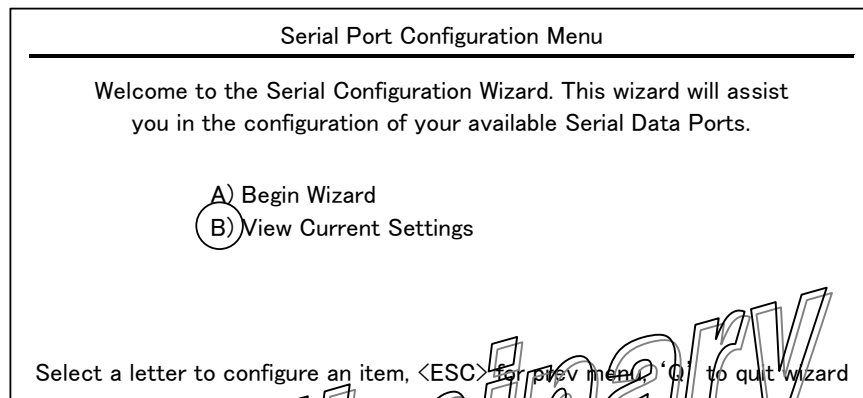 Serial Port Configuration Menu
Welcome to the Serial Configuration Wizard. This wizard will assist
you in the configuration of your available Serial Data Ports.
A) Begin Wizard
B) View Current Settings
Select a letter to configure an item, <ESC> for prev menu, ‘Q’ to quit wizard